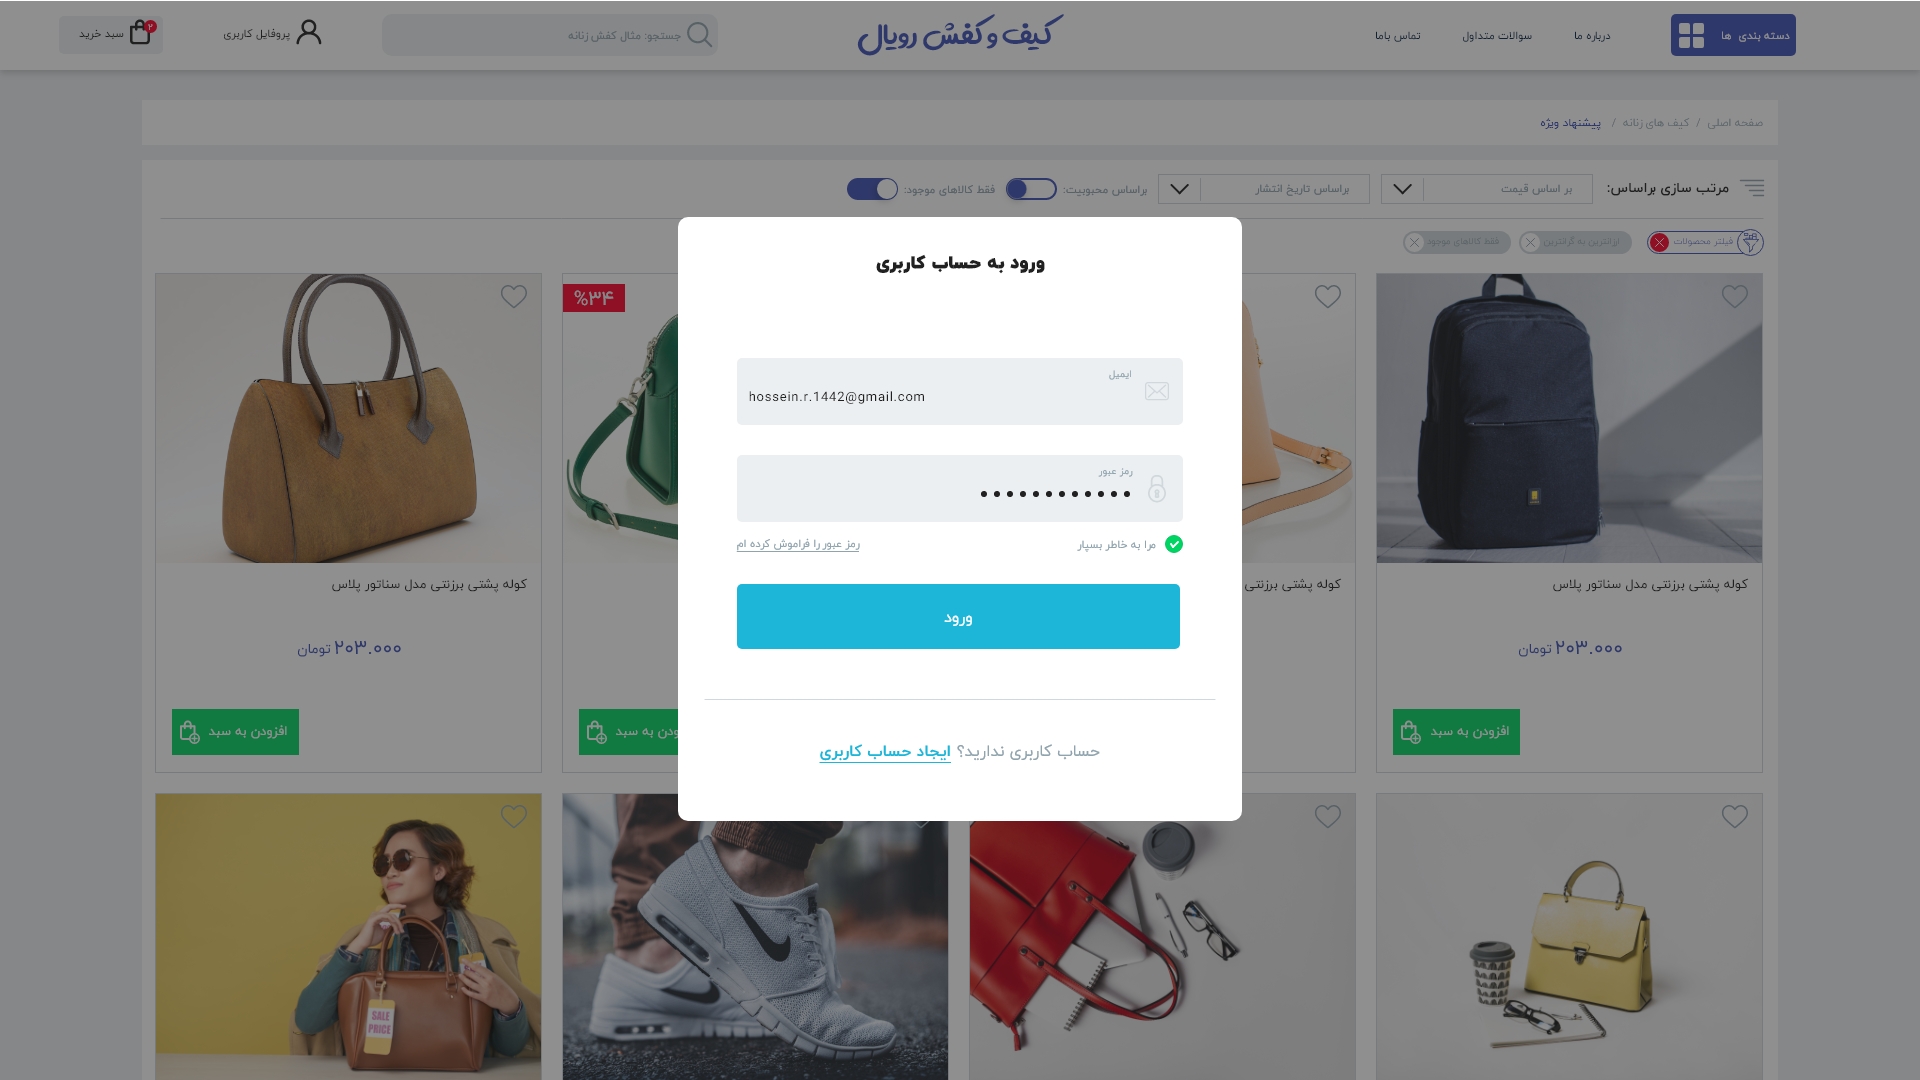 دسته بندی ها
درباره ما
سوالات متداول
تماس باما
کیف و کفش رویال
جستجو: مثال کفش زنانه
پروفایل کاربری
سبد خرید
۲
صفحه اصلی / کیف های زنانه / پیشنهاد ویژه
مرتب سازی براساس:
بر اساس قیمت
براساس تاریخ انتشار
براساس محبوبیت:
فقط کالاهای موجود:
فیلتر محصولات
ارزانترین به گرانترین
فقط کالاهای موجود
%۳۴
ورود به حساب کاربری
ایمیل
hossein.r.1442@gmail.com
رمز عبور
مرا به خاطر بسپار
رمز عبور را فراموش کرده ام
ورود
حساب کاربری ندارید؟ ایجاد حساب کاربری
کوله پشتی برزنتی مدل سناتور پلاس
۲۰۳.۰۰۰ تومان
افزودن به سبد
کوله پشتی برزنتی
ودن به سبد
کوله پشتی برزنتی مدل سناتور پلاس
۲۰۳.۰۰۰ تومان
افزودن به سبد
SALE
PRICE